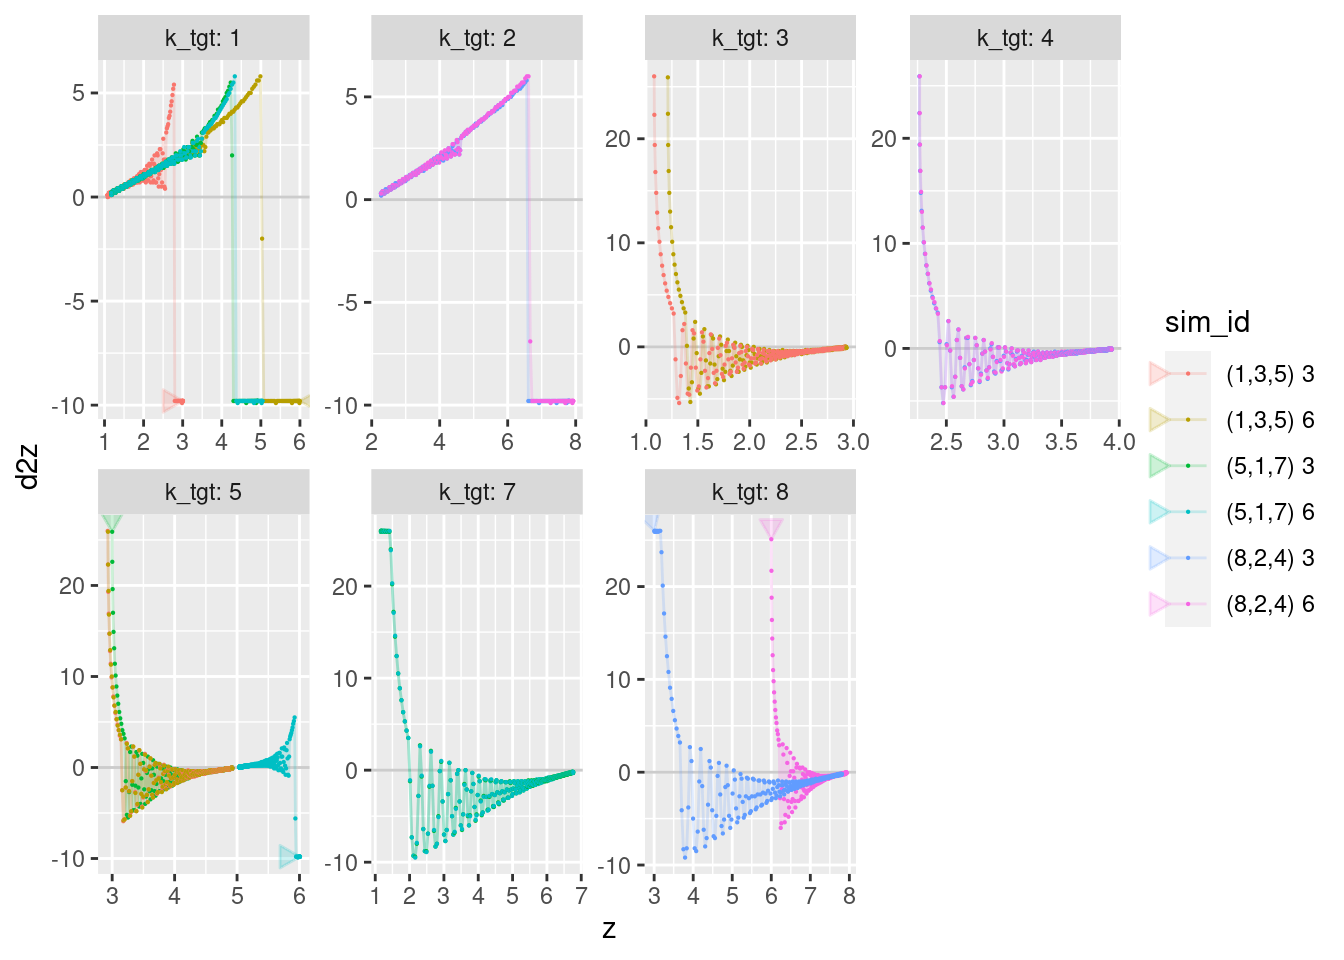 k_tgt: 1
k_tgt: 2
k_tgt: 3
k_tgt: 4
5
0
-5
-10
1 2 3 4 5 6
5
0
-5
-10
2 4 6 8
20
10
0
1.0 1.5 2.0 2.5 3.0
20
10
0
2.5 3.0 3.5 4.0
k_tgt: 5
k_tgt: 7
k_tgt: 8
20
10
0
-10
3 4 5 6
20
10
0
-10
1 2 3 4 5 6 7
20
10
0
-10
3 4 5 6 7 8
d2z
z
sim_id
(1,3,5) 3
(1,3,5) 6
(5,1,7) 3
(5,1,7) 6
(8,2,4) 3
(8,2,4) 6